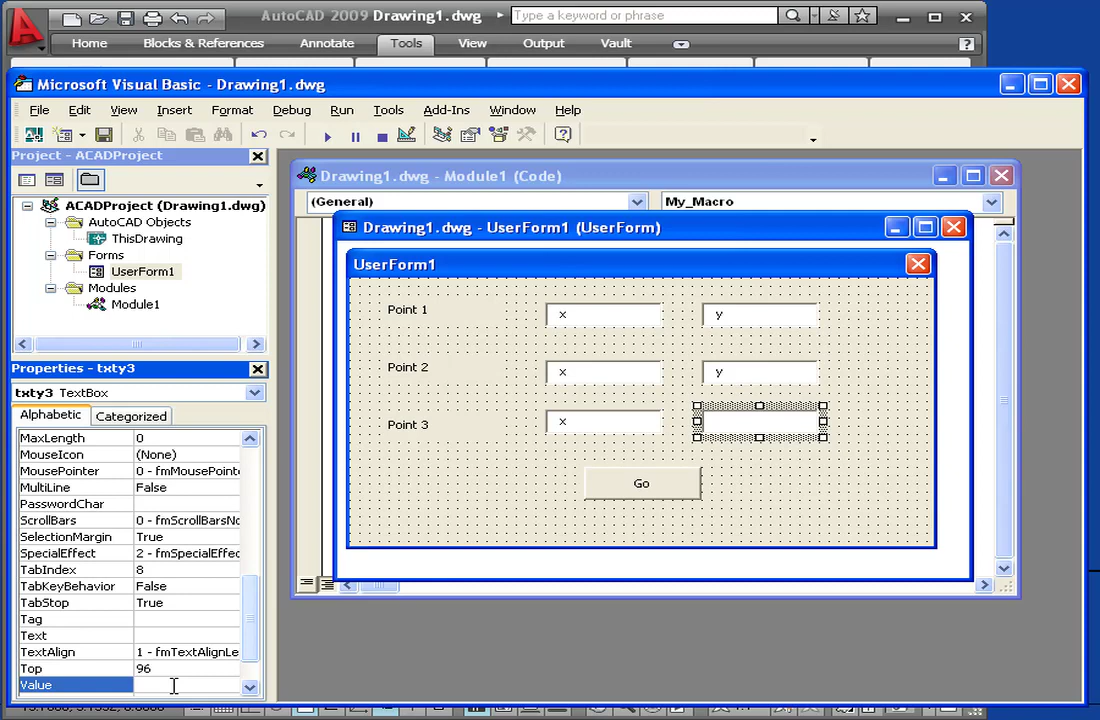 AutoCAD 2009 Drawing1.dwg
Type a keyword or phrase
Home Blocks & References Annotate Tools View Output Vault
Microsoft Visual Basic - Drawing1.dwg
File Edit View Insert Format Debug Run Tools Add-Ins Window Help
Project - ACADProject
ACADProject (Drawing1.dwg)
AutoCAD Objects
ThisDrawing
Forms
UserForm1
Modules
Module1
Properties - txty3
txty3 TextBox
Alphabetic Categorized
MaxLength 0
MouseIcon (None)
MousePointer 0 - fmMousePointe
MultiLine False
PasswordChar
ScrollBars 0 - fmScrollBarsNo
SelectionMargin True
SpecialEffect 2 - fmSpecialEffec
TabIndex 8
TabKeyBehavior False
TabStop True
Tag
Text
TextAlign 1 - fmTextAlignLe
Top 96
Value
Drawing1.dwg - Module1 (Code)
(General) My_Macro
Drawing1.dwg - UserForm1 (UserForm)
UserForm1
Point 1 x y
Point 2 x y
Point 3 x
Go